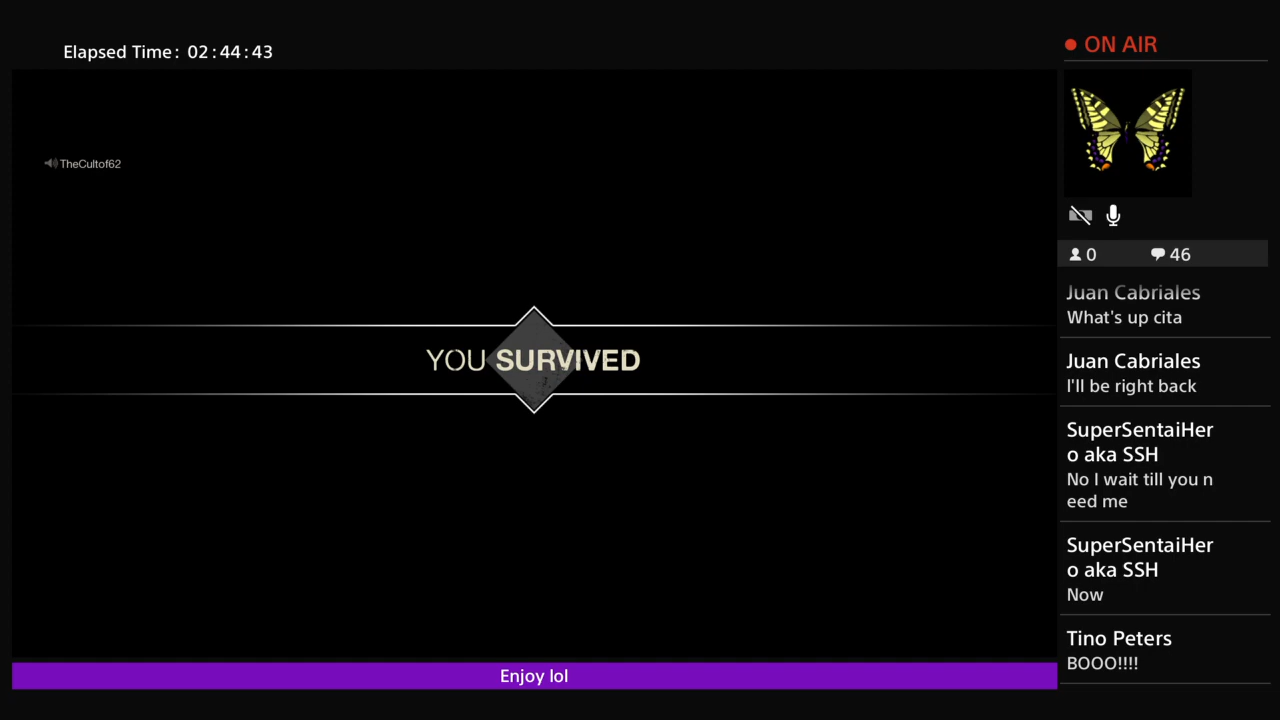 Elapsed Time: 02:44:43
TheCultof62
YOU SURVIVED
Enjoy lol
ON AIR
0 46
Juan Cabriales
What's up cita
Juan Cabriales
I'll be right back
SuperSentaiHer
o aka SSH
No I wait till you n
eed me
SuperSentaiHer
o aka SSH
Now
Tino Peters
BOOO!!!!